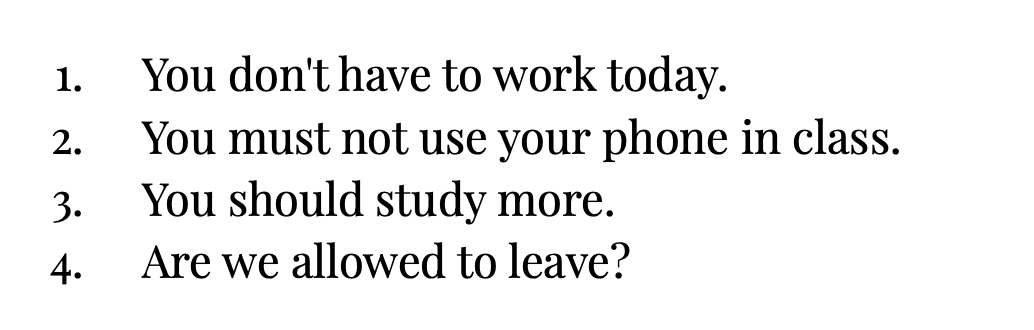 1. You don't have to work today.
2. You must not use your phone in class.
3. You should study more.
4. Are we allowed to leave?